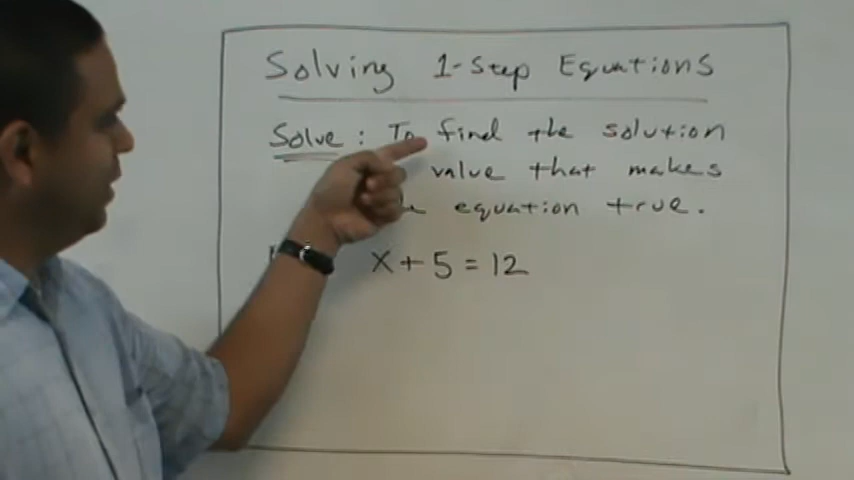 Solving 1-Step Equations
Solve: To find the solution
value that makes
equation true.
x + 5 = 12